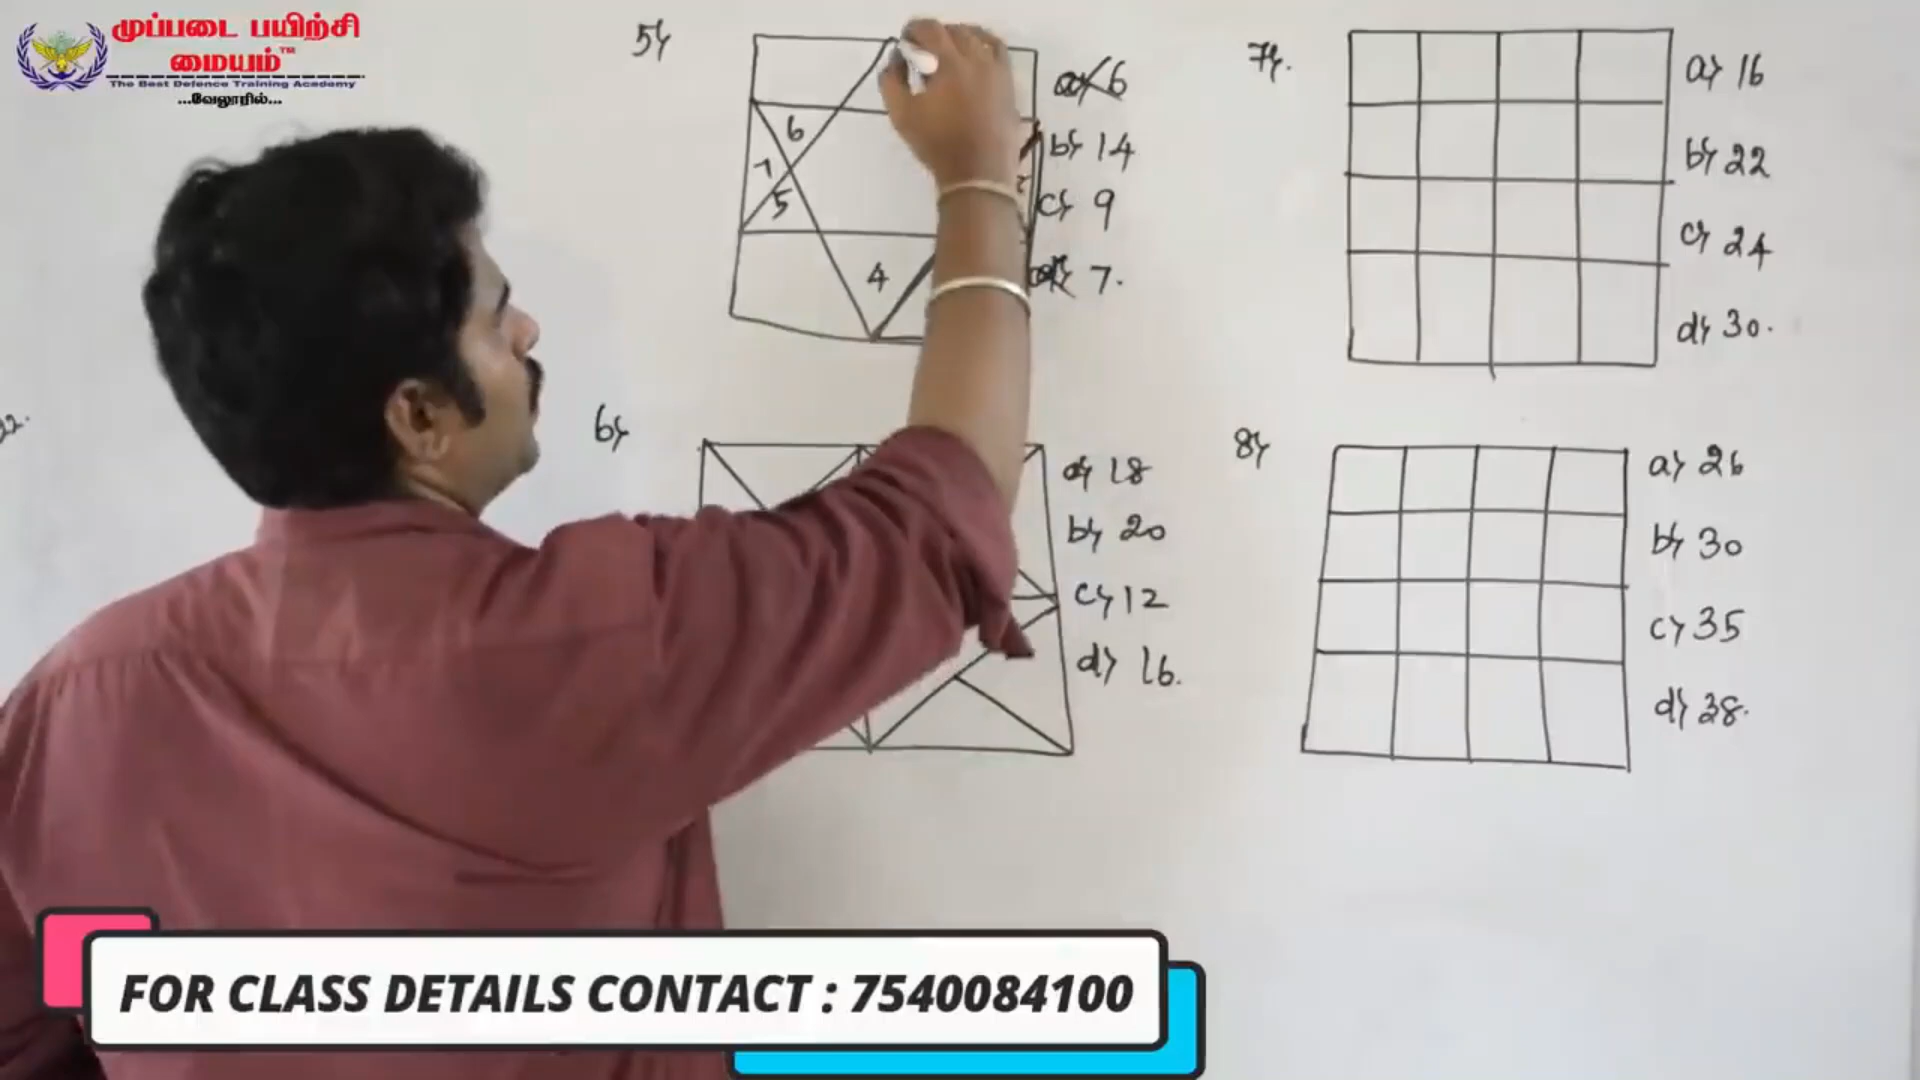 முப்படை பயிற்சி
மையம்™
The Best Defence Training Academy
...வேலூரில்...
22.
5)
6
7
5
4
a) 6
b) 14
c) 9
d) 7.
6)
a) 18
b) 20
c) 12
d) 16.
7).
a) 16
b) 22
c) 24
d) 30.
8)
a) 26
b) 30
c) 35
d) 38.
FOR CLASS DETAILS CONTACT : 7540084100